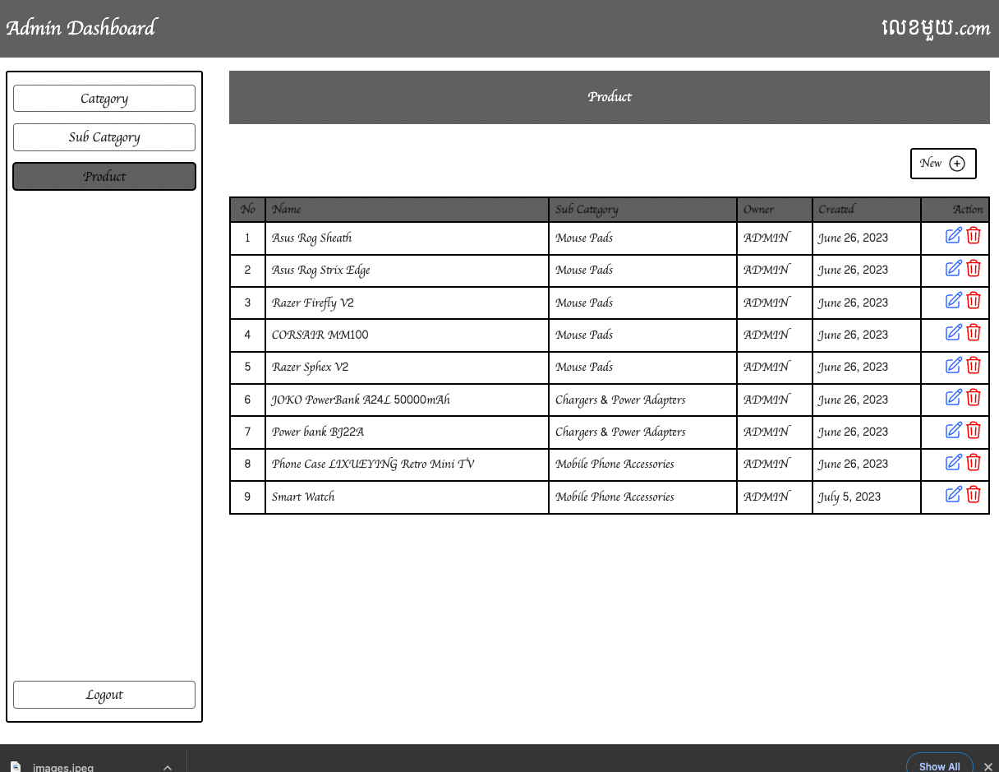 Admin Dashboard លេខមួយ.com
Category
Sub Category
Product
Logout
Product
New
No Name Sub Category Owner Created Action
1 Asus Rog Sheath Mouse Pads ADMIN June 26, 2023
2 Asus Rog Strix Edge Mouse Pads ADMIN June 26, 2023
3 Razer Firefly V2 Mouse Pads ADMIN June 26, 2023
4 CORSAIR MM100 Mouse Pads ADMIN June 26, 2023
5 Razer Sphex V2 Mouse Pads ADMIN June 26, 2023
6 JOKO PowerBank A24L 50000mAh Chargers & Power Adapters ADMIN June 26, 2023
7 Power bank BJ22A Chargers & Power Adapters ADMIN June 26, 2023
8 Phone Case LIXUEYING Retro Mini TV Mobile Phone Accessories ADMIN June 26, 2023
9 Smart Watch Mobile Phone Accessories ADMIN July 5, 2023
images.jpeg Show All